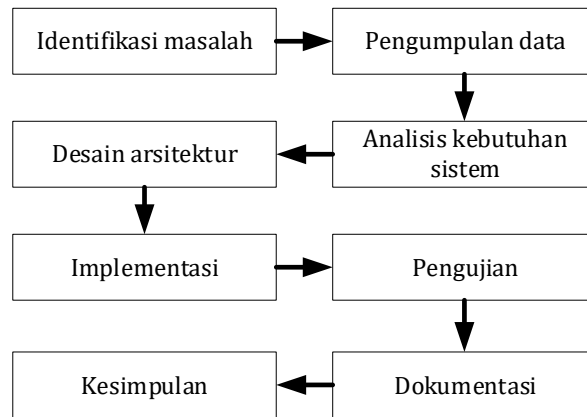 Identifikasi masalah
Pengumpulan data
Analisis kebutuhan
sistem
Desain arsitektur
Implementasi
Pengujian
Dokumentasi
Kesimpulan